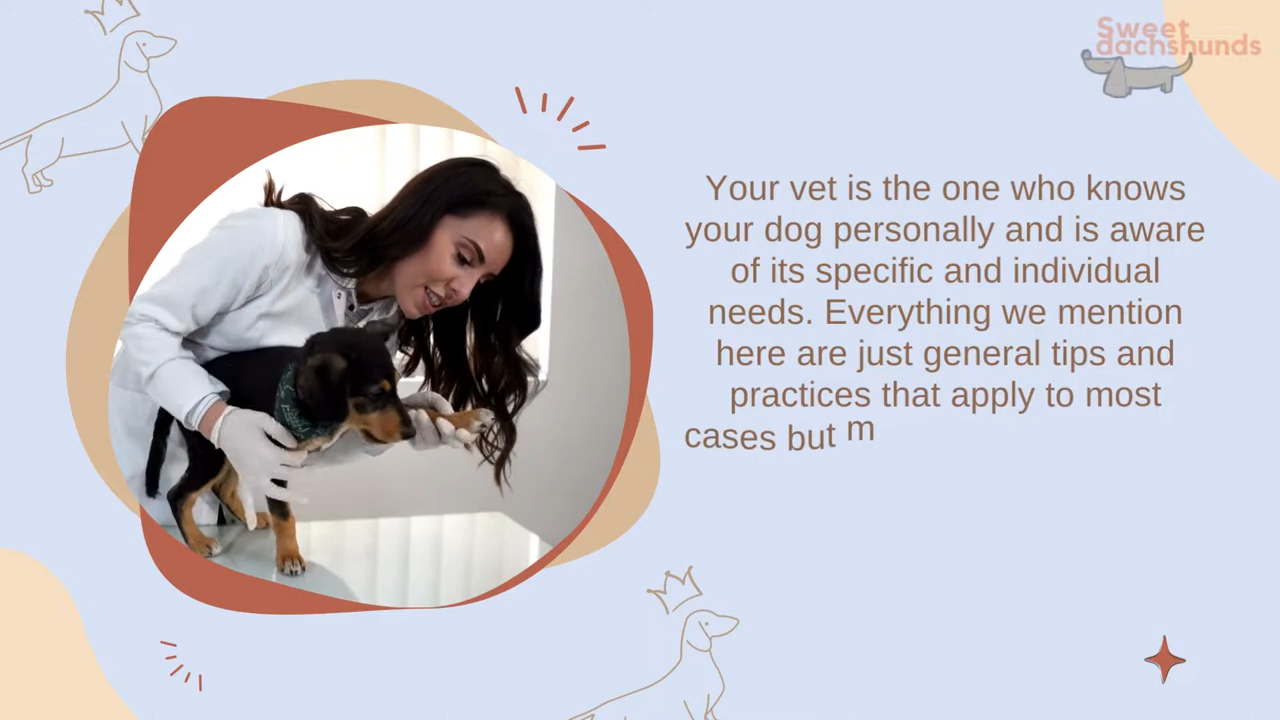 Sweet
dachshunds
Your vet is the one who knows
your dog personally and is aware
of its specific and individual
needs. Everything we mention
here are just general tips and
practices that apply to most
cases but m